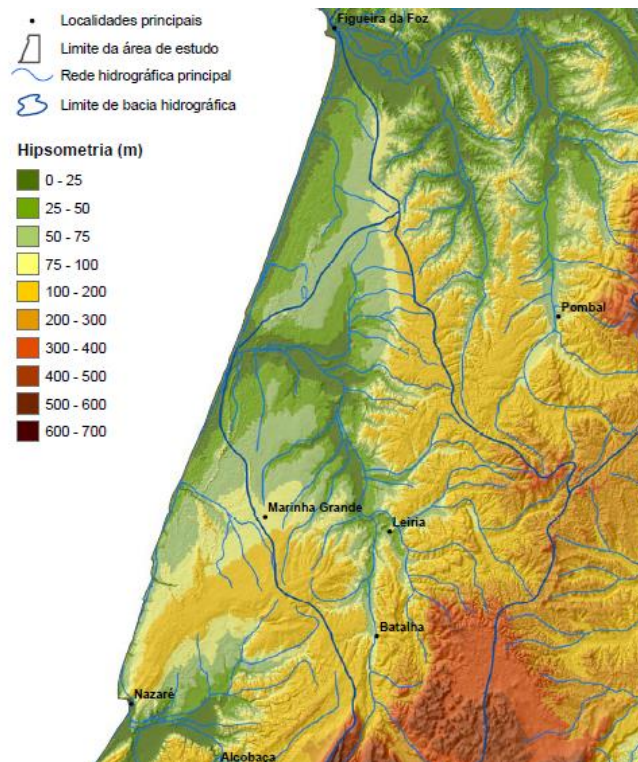 Localidades principais
Limite da área de estudo
Rede hidrográfica principal
Limite de bacia hidrográfica
Hipsometria (m)
0 - 25
25 - 50
50 - 75
75 - 100
100 - 200
200 - 300
300 - 400
400 - 500
500 - 600
600 - 700
Figueira da Foz
Pombal
Marinha Grande
Leiria
Batalha
Nazaré
Alcobaça